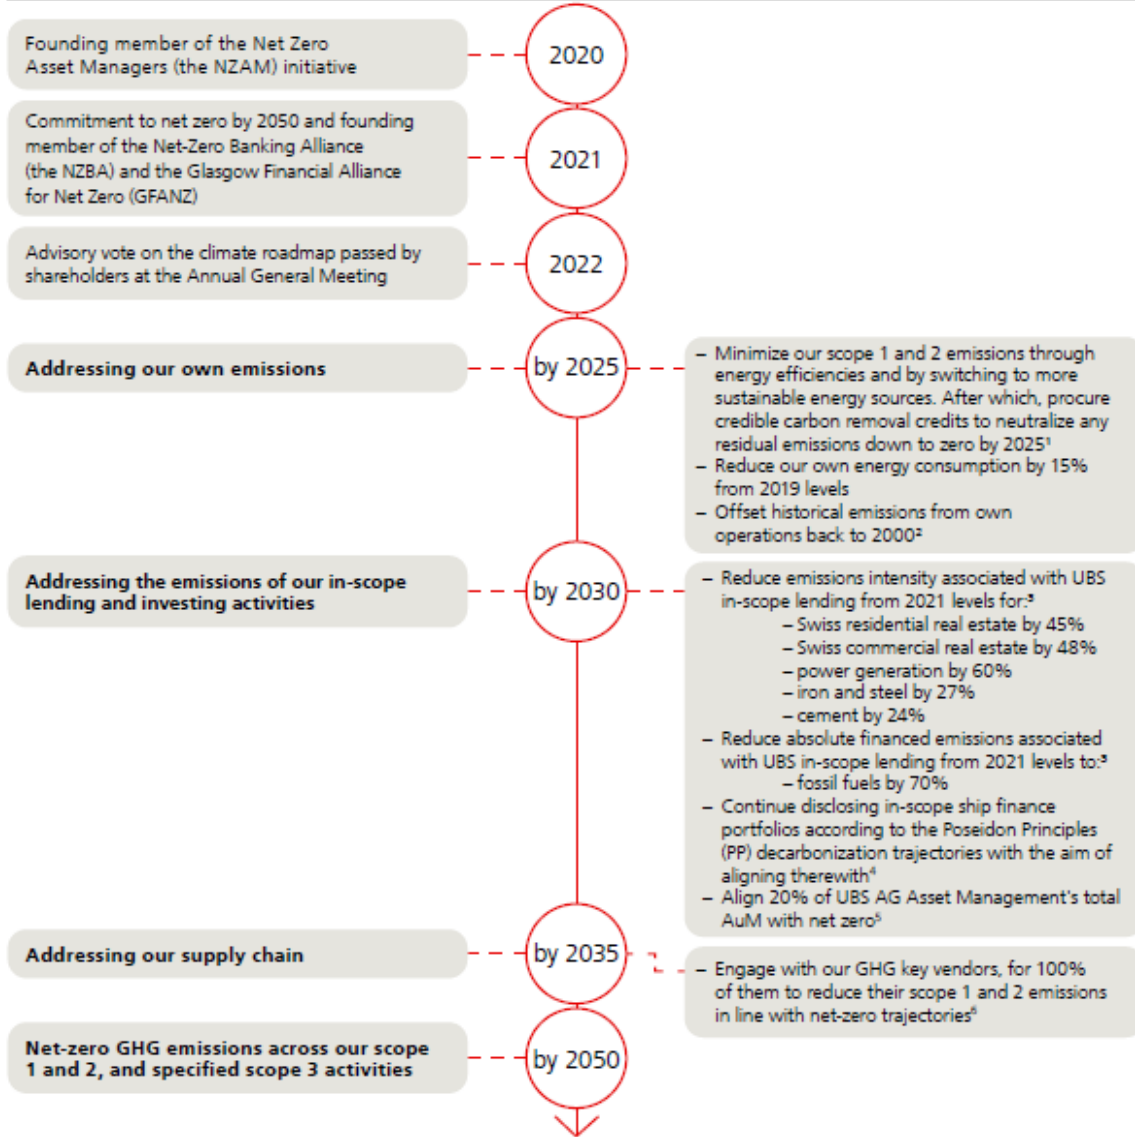 Founding member of the Net Zero
Asset Managers (the NZAM) initiative
2020
Commitment to net zero by 2050 and founding
member of the Net-Zero Banking Alliance
(the NZBA) and the Glasgow Financial Alliance
for Net Zero (GFANZ)
2021
Advisory vote on the climate roadmap passed by
shareholders at the Annual General Meeting
2022
Addressing our own emissions
by 2025
– Minimize our scope 1 and 2 emissions through
energy efficiencies and by switching to more
sustainable energy sources. After which, procure
credible carbon removal credits to neutralize any
residual emissions down to zero by 2025¹
– Reduce our own energy consumption by 15%
from 2019 levels
– Offset historical emissions from own
operations back to 2000²
Addressing the emissions of our in-scope
lending and investing activities
by 2030
– Reduce emissions intensity associated with UBS
in-scope lending from 2021 levels for:³
– Swiss residential real estate by 45%
– Swiss commercial real estate by 48%
– power generation by 60%
– iron and steel by 27%
– cement by 24%
– Reduce absolute financed emissions associated
with UBS in-scope lending from 2021 levels to:³
– fossil fuels by 70%
– Continue disclosing in-scope ship finance
portfolios according to the Poseidon Principles
(PP) decarbonization trajectories with the aim of
aligning therewith⁴
– Align 20% of UBS AG Asset Management's total
AuM with net zero⁵
Addressing our supply chain
by 2035
– Engage with our GHG key vendors, for 100%
of them to reduce their scope 1 and 2 emissions
in line with net-zero trajectories⁶
Net-zero GHG emissions across our scope
1 and 2, and specified scope 3 activities
by 2050